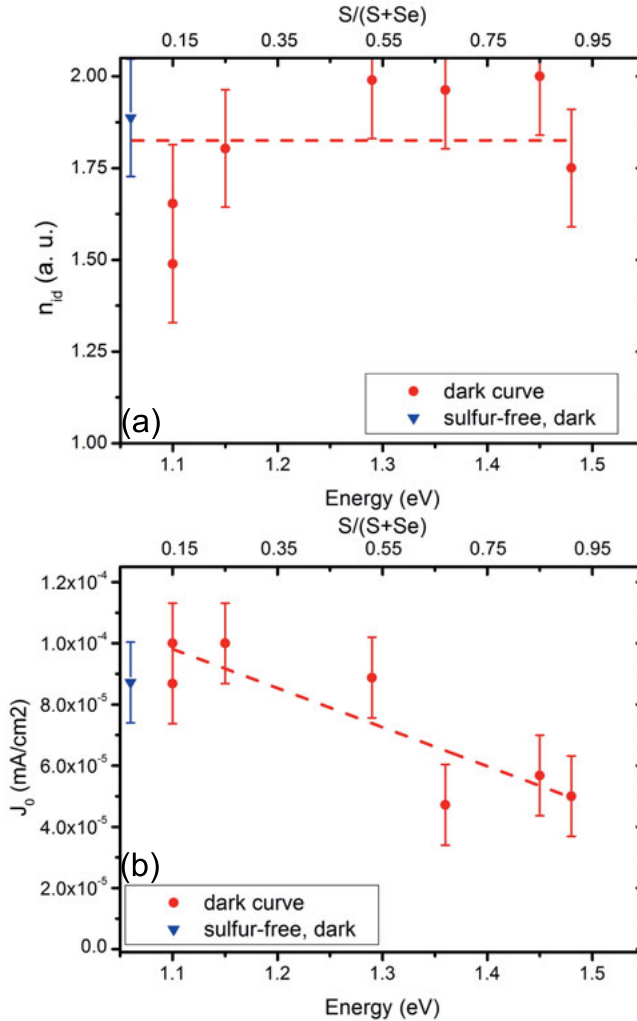 S/(S+Se)
0.15 0.35 0.55 0.75 0.95
2.00
1.75
1.50
1.25
1.00
n_id (a. u.)
dark curve
sulfur-free, dark
(a)
1.1 1.2 1.3 1.4 1.5
Energy (eV)
S/(S+Se)
0.15 0.35 0.55 0.75 0.95
1.2x10^-4
1.0x10^-4
8.0x10^-5
6.0x10^-5
4.0x10^-5
2.0x10^-5
0.0
J_0 (mA/cm2)
(b)
dark curve
sulfur-free, dark
1.1 1.2 1.3 1.4 1.5
Energy (eV)